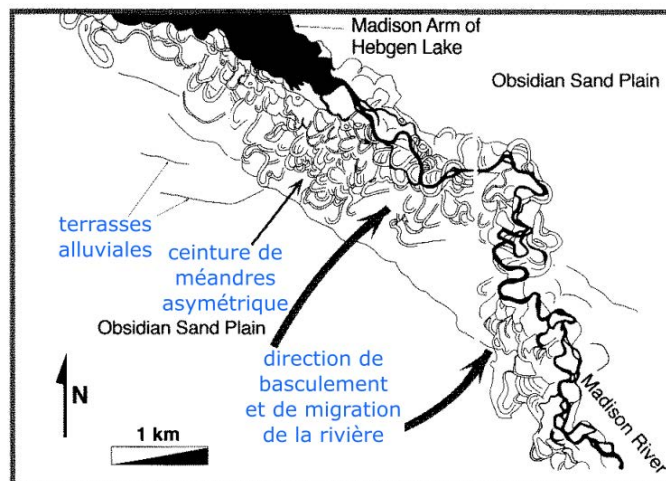 Madison Arm of
Hebgen Lake
Obsidian Sand Plain
terrasses
alluviales
ceinture de
méandres
asymétrique
Obsidian Sand Plain
direction de
basculement
et de migration
de la rivière
Madison River
N
1 km